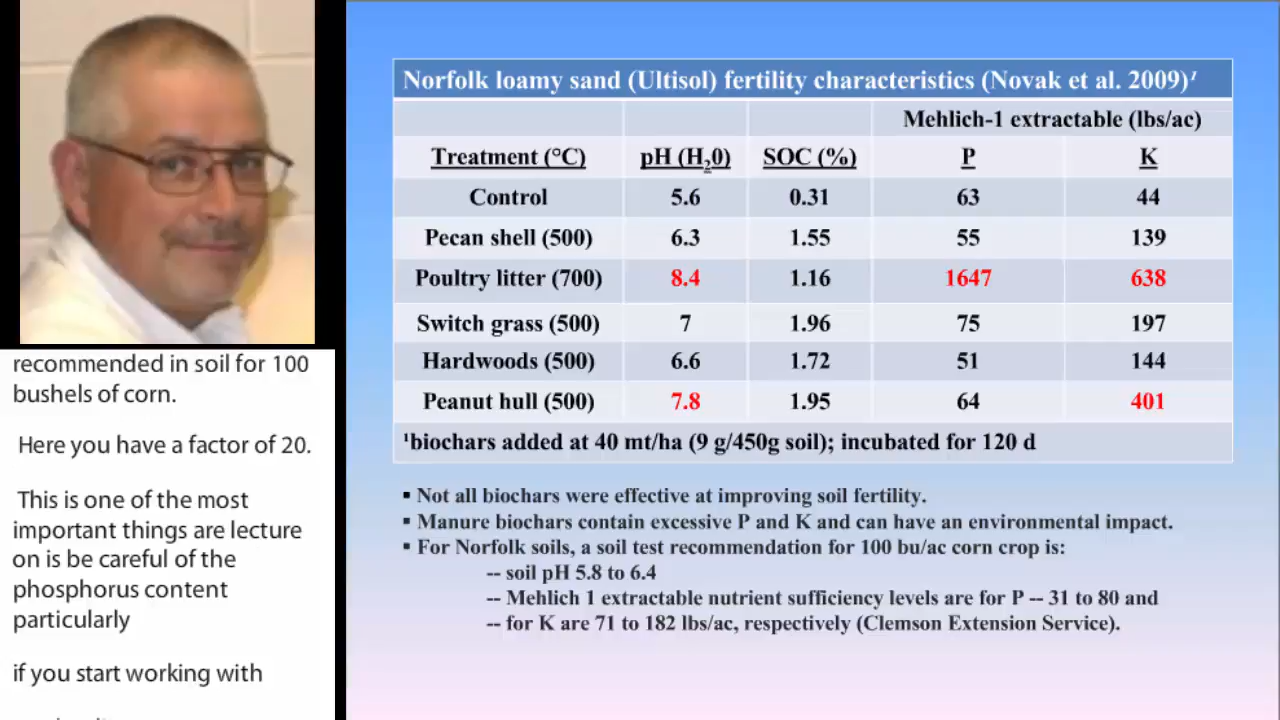 recommended in soil for 100
bushels of corn.
Here you have a factor of 20.
This is one of the most
important things are lecture
on is be careful of the
phosphorus content
particularly
if you start working with
Norfolk loamy sand (Ultisol) fertility characteristics (Novak et al. 2009)¹
Mehlich-1 extractable (lbs/ac)
Treatment (°C) pH (H₂0) SOC (%) P K
Control 5.6 0.31 63 44
Pecan shell (500) 6.3 1.55 55 139
Poultry litter (700) 8.4 1.16 1647 638
Switch grass (500) 7 1.96 75 197
Hardwoods (500) 6.6 1.72 51 144
Peanut hull (500) 7.8 1.95 64 401
¹biochars added at 40 mt/ha (9 g/450g soil); incubated for 120 d
▪ Not all biochars were effective at improving soil fertility.
▪ Manure biochars contain excessive P and K and can have an environmental impact.
▪ For Norfolk soils, a soil test recommendation for 100 bu/ac corn crop is:
-- soil pH 5.8 to 6.4
-- Mehlich 1 extractable nutrient sufficiency levels are for P -- 31 to 80 and
-- for K are 71 to 182 lbs/ac, respectively (Clemson Extension Service).